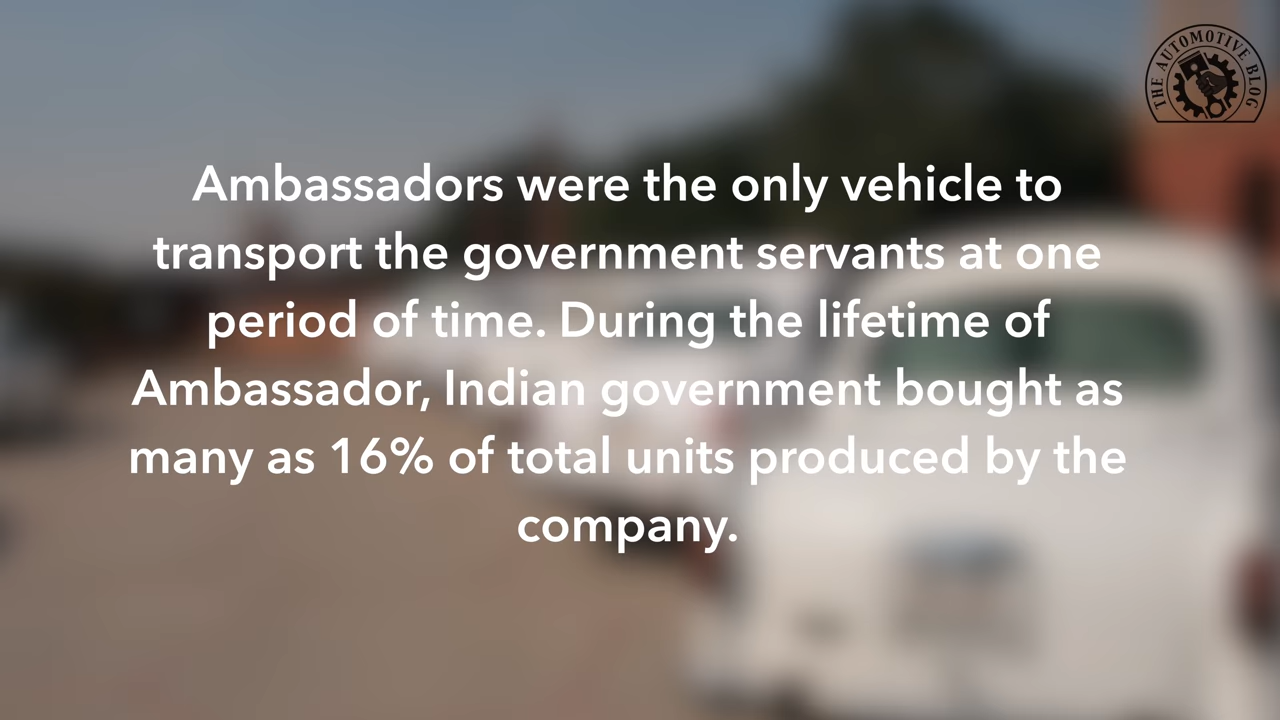 THE AUTOMOTIVE BLOG
Ambassadors were the only vehicle to
transport the government servants at one
period of time. During the lifetime of
Ambassador, Indian government bought as
many as 16% of total units produced by the
company.